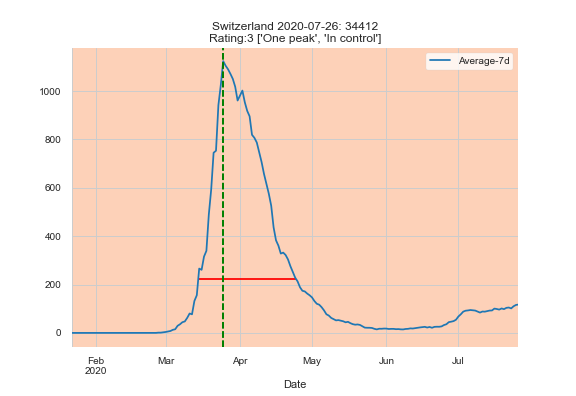 Switzerland 2020-07-26: 34412
Rating:3 ['One peak', 'In control']
Average-7d
1000
800
600
400
200
0
Feb Mar Apr May Jun Jul
2020
Date